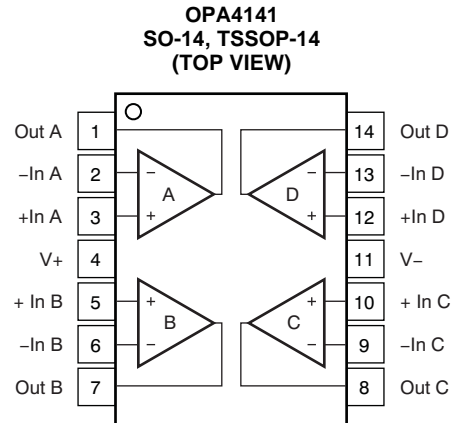 OPA4141
SO-14, TSSOP-14
(TOP VIEW)
Out A 1 14 Out D
−In A 2 − − 13 −In D
A D
+In A 3 + + 12 +In D
V+ 4 11 V−
+ In B 5 + + 10 + In C
B C
−In B 6 − − 9 −In C
Out B 7 8 Out C